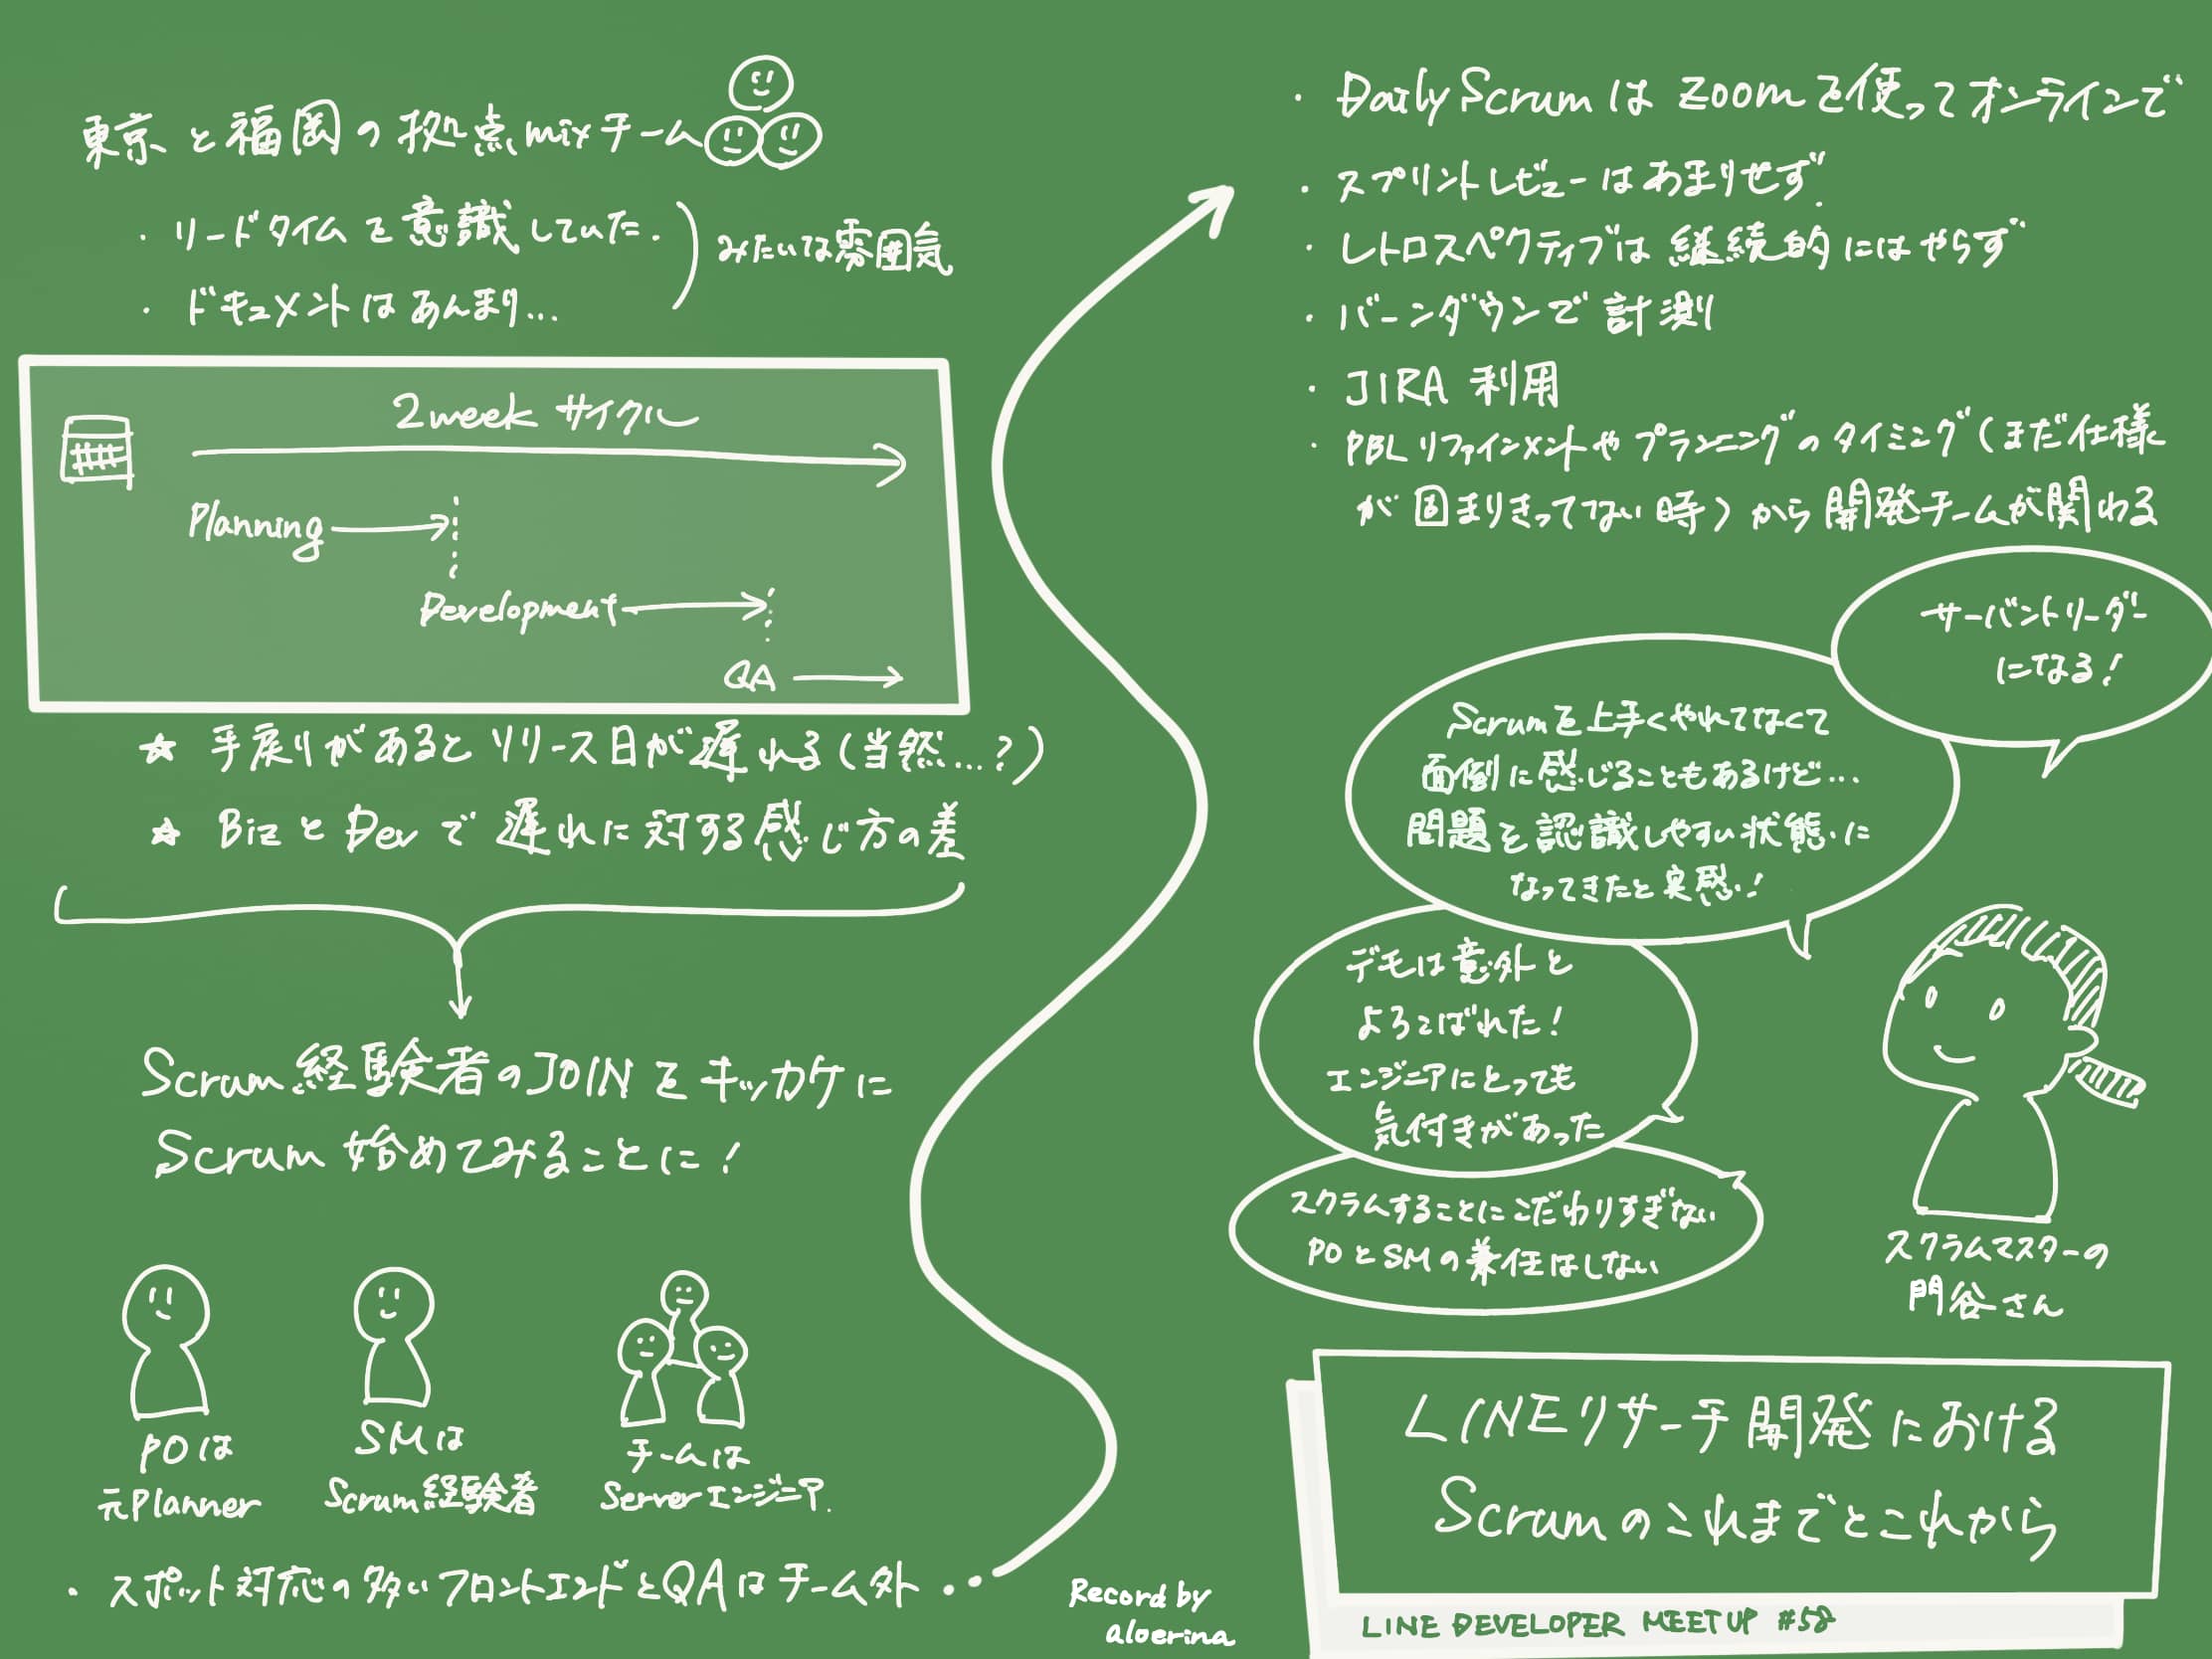 東京と福岡の拠点mixチーム
・リードタイムを意識していた.
・ドキュメントはあんまり...
みたいな雰囲気
2week サイクル
Planning
Development
QA
☆ 手戻りがあるとリリース日が遅れる(当然...?)
☆ BizとDevで遅れに対する感じ方の差
Scrum経験者のJOINをキッカケに
Scrum始めてみることに!
POは
元Planner
SMは
Scrum経験者
チームは
Serverエンジニア.
・スポット対応の多いフロントエンドとQAはチーム外...
・Daily Scrumはzoomを使ってオンラインで
・スプリントレビューはあまりせず.
・レトロスペクティブは継続的にはやらず
・バーンダウンで計測
・JIRA 利用
・PBLリファインメントやプランニングのタイミング(まだ仕様
が固まりきってない時)から開発チームが関わる
サーバントリーダー
になる!
Scrumを上手くやれてなくて
面倒に感じることもあるけど...
問題を認識しやすい状態に
なってきたと実感!
デモは意外と
よろこばれた!
エンジニアにとっても
気付きがあった
スクラムすることにこだわりすぎない
POとSMの兼任はしない
スクラムマスターの
門谷さん
LINEリサーチ開発における
Scrumのこれまでとこれから
LINE DEVELOPER MEETUP #58
Record by
aloerina